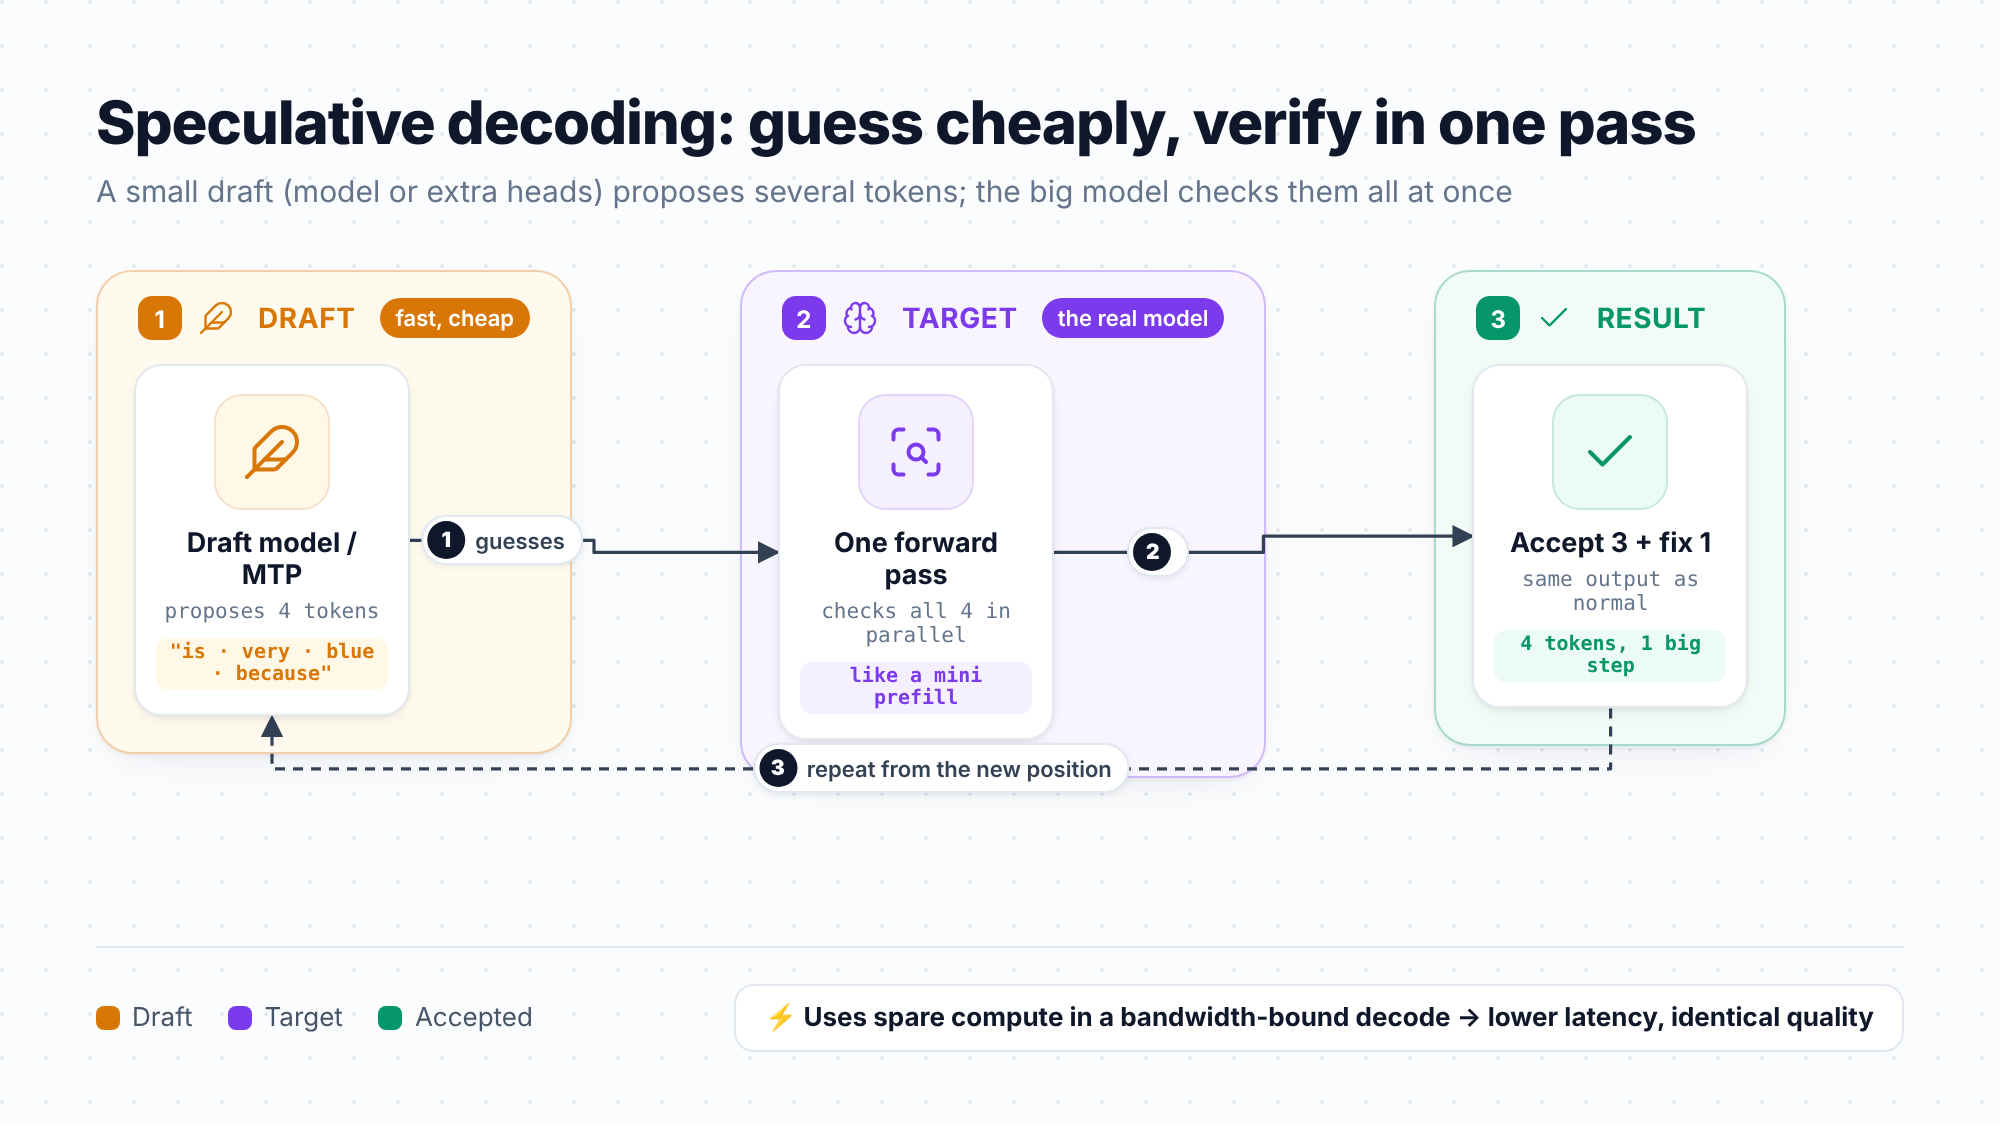 Speculative decoding: guess cheaply, verify in one pass
A small draft (model or extra heads) proposes several tokens; the big model checks them all at once
1 DRAFT fast, cheap
Draft model /
MTP
proposes 4 tokens
"is · very · blue
· because"
1 guesses
2 TARGET the real model
One forward
pass
checks all 4 in
parallel
like a mini
prefill
2
3 RESULT
Accept 3 + fix 1
same output as
normal
4 tokens, 1 big
step
3 repeat from the new position
Draft
Target
Accepted
⚡ Uses spare compute in a bandwidth-bound decode → lower latency, identical quality